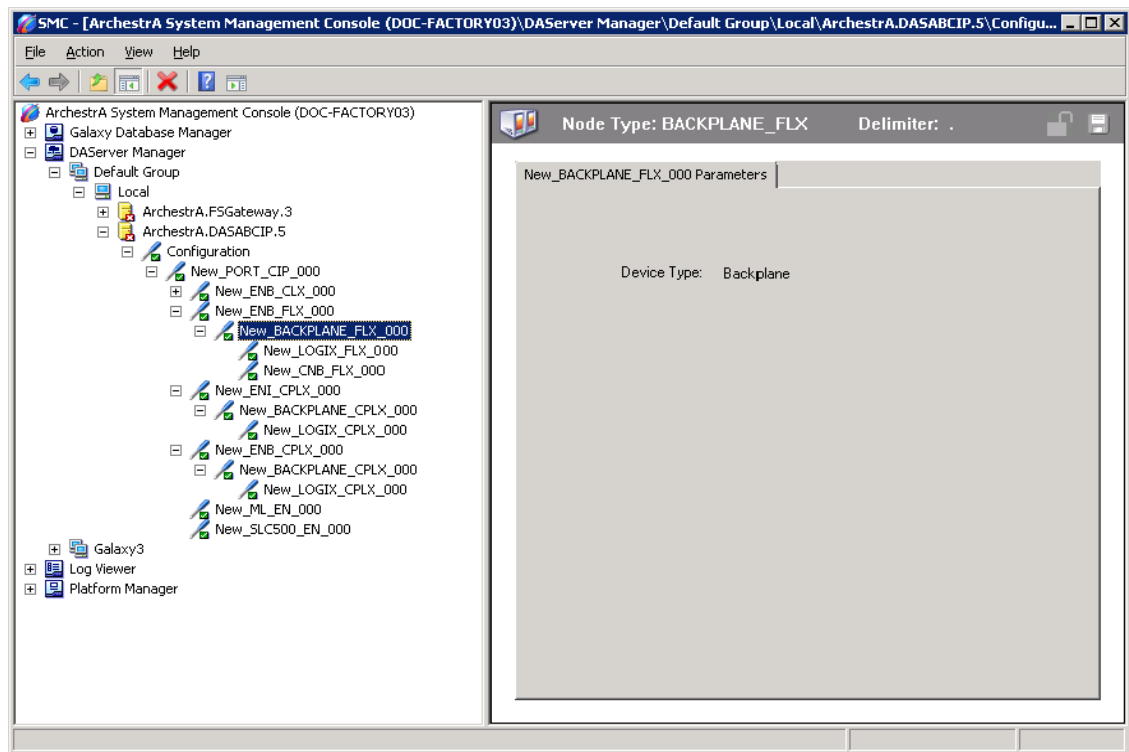 SMC - [ArchestrA System Management Console (DOC-FACTORY03)\DAServer Manager\Default Group\Local\ArchestrA.DASABCIP.5\Configu...
File Action View Help
ArchestrA System Management Console (DOC-FACTORY03)
Galaxy Database Manager
DAServer Manager
Default Group
Local
ArchestrA.FSGateway.3
ArchestrA.DASABCIP.5
Configuration
New_PORT_CIP_000
New_ENB_CLX_000
New_ENB_FLX_000
New_BACKPLANE_FLX_000
New_LOGIX_FLX_000
New_CNB_FLX_000
New_ENI_CPLX_000
New_BACKPLANE_CPLX_000
New_LOGIX_CPLX_000
New_ENB_CPLX_000
New_BACKPLANE_CPLX_000
New_LOGIX_CPLX_000
New_ML_EN_000
New_SLC500_EN_000
Galaxy3
Log Viewer
Platform Manager
Node Type: BACKPLANE_FLX Delimiter: .
New_BACKPLANE_FLX_000 Parameters
Device Type: Backplane